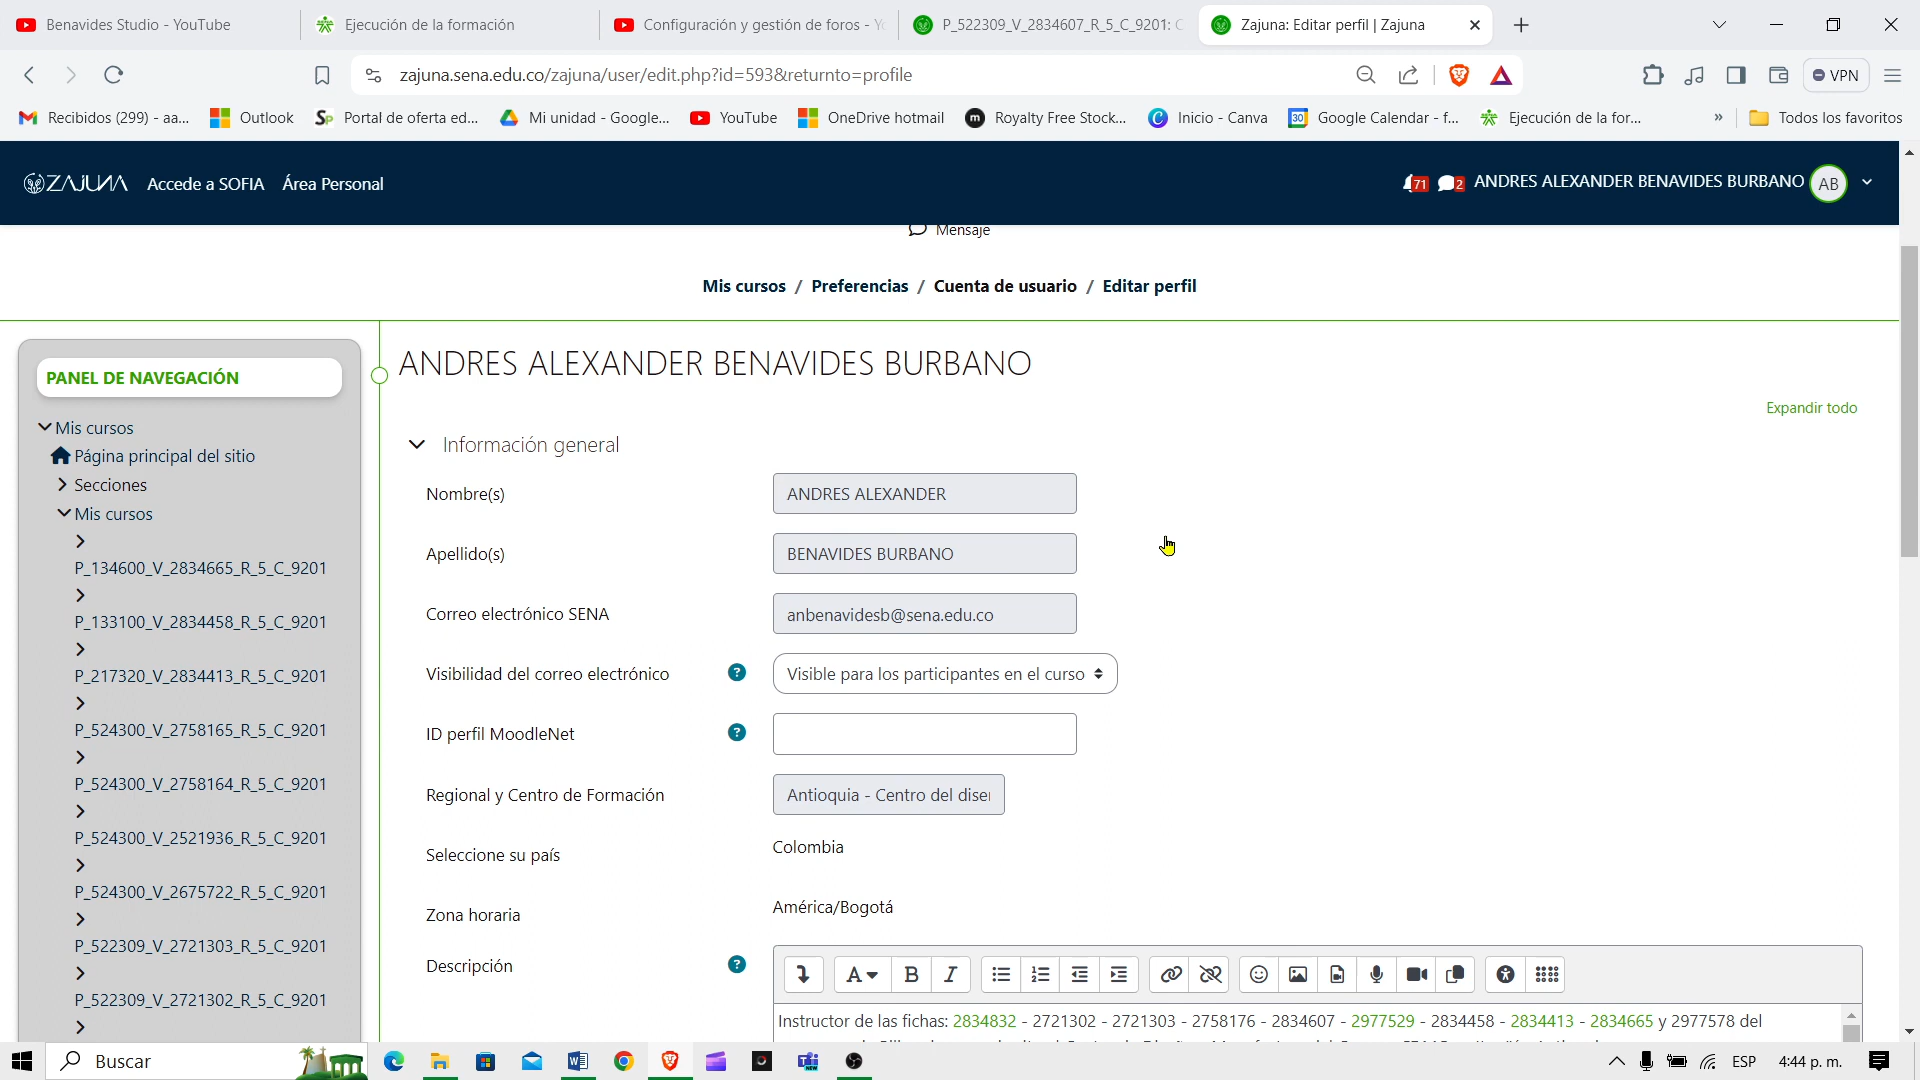 Benavides Studio - YouTube
Ejecución de la formación
Configuración y gestión de foros - Yo
P_522309_V_2834607_R_5_C_9201: C
Zajuna: Editar perfil | Zajuna
zajuna.sena.edu.co/zajuna/user/edit.php?id=593&returnto=profile
VPN
Recibidos (299) - aa...
Outlook
Portal de oferta ed...
Mi unidad - Google...
YouTube
OneDrive hotmail
Royalty Free Stock...
Inicio - Canva
Google Calendar - f...
Ejecución de la for...
»
Todos los favoritos
ZAJUNA
Accede a SOFIA
Área Personal
71
2
ANDRES ALEXANDER BENAVIDES BURBANO
AB
Mensaje
Mis cursos / Preferencias / Cuenta de usuario / Editar perfil
PANEL DE NAVEGACIÓN
Mis cursos
Página principal del sitio
Secciones
Mis cursos
P_134600_V_2834665_R_5_C_9201
P_133100_V_2834458_R_5_C_9201
P_217320_V_2834413_R_5_C_9201
P_524300_V_2758165_R_5_C_9201
P_524300_V_2758164_R_5_C_9201
P_524300_V_2521936_R_5_C_9201
P_524300_V_2675722_R_5_C_9201
P_522309_V_2721303_R_5_C_9201
P_522309_V_2721302_R_5_C_9201
ANDRES ALEXANDER BENAVIDES BURBANO
Expandir todo
Información general
Nombre(s)
ANDRES ALEXANDER
Apellido(s)
BENAVIDES BURBANO
Correo electrónico SENA
anbenavidesb@sena.edu.co
Visibilidad del correo electrónico
Visible para los participantes en el curso
ID perfil MoodleNet
Regional y Centro de Formación
Antioquia - Centro del dise
Seleccione su país
Colombia
Zona horaria
América/Bogotá
Descripción
Instructor de las fichas: 2834832 - 2721302 - 2721303 - 2758176 - 2834607 - 2977529 - 2834458 - 2834413 - 2834665 y 2977578 del
Buscar
ESP
4:44 p. m.